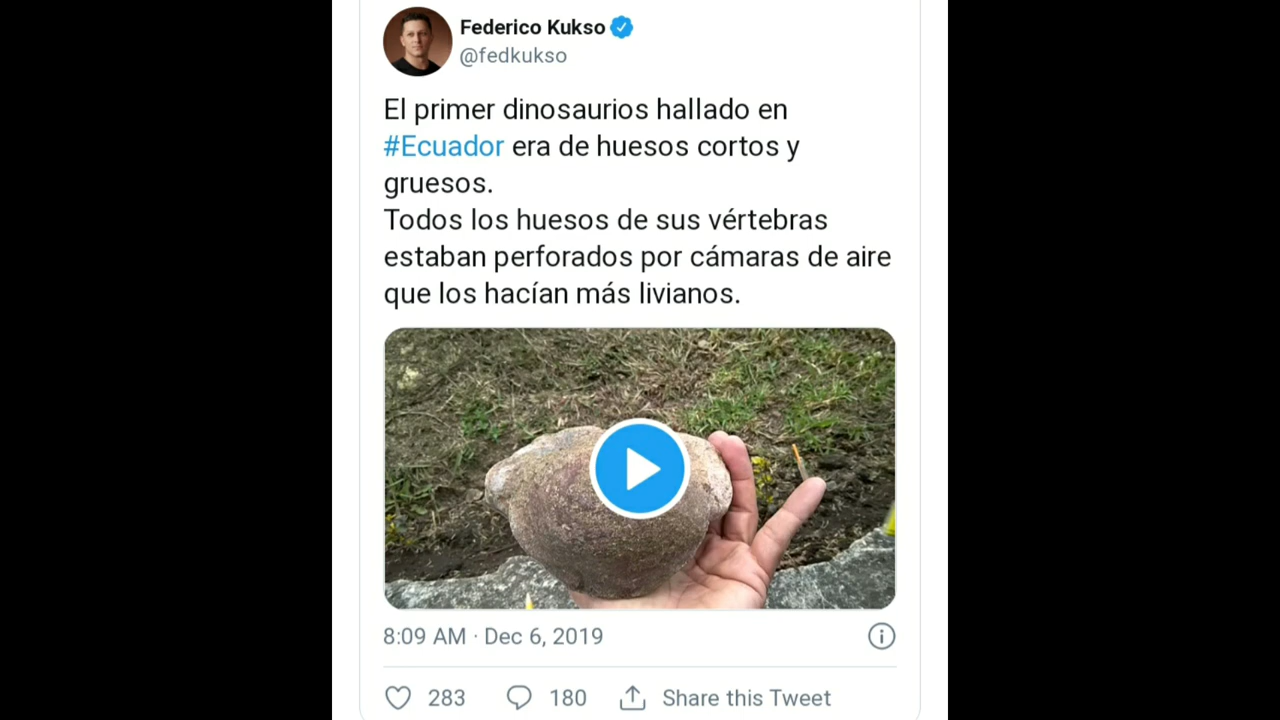 Federico Kukso
@fedkukso
El primer dinosaurios hallado en
#Ecuador era de huesos cortos y
gruesos.
Todos los huesos de sus vértebras
estaban perforados por cámaras de aire
que los hacían más livianos.
8:09 AM · Dec 6, 2019
283 180 Share this Tweet